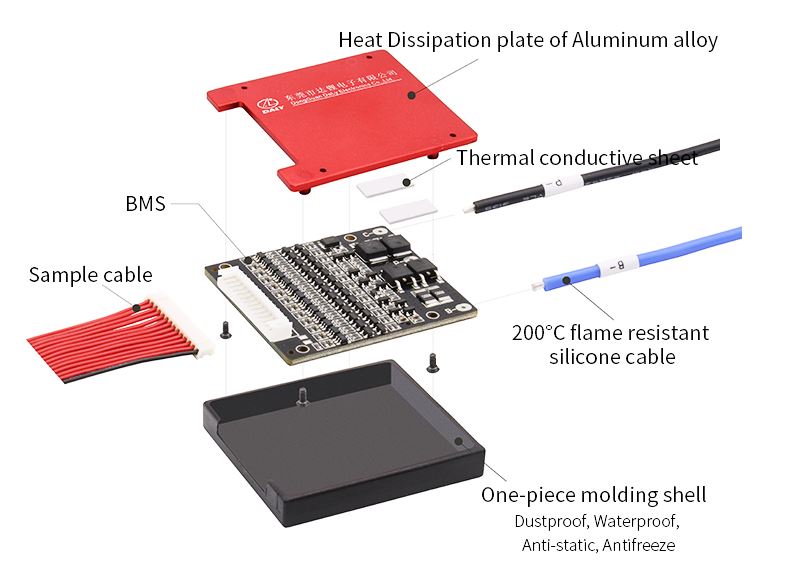 Heat Dissipation plate of Aluminum alloy
DALY
东莞市达锂电子有限公司
DongGuan Daly Electronics Co.,Ltd.
Thermal conductive sheet
P-
BMS
C-
B-
B-
Sample cable
200°C flame resistant
silicone cable
One-piece molding shell
Dustproof, Waterproof,
Anti-static, Antifreeze